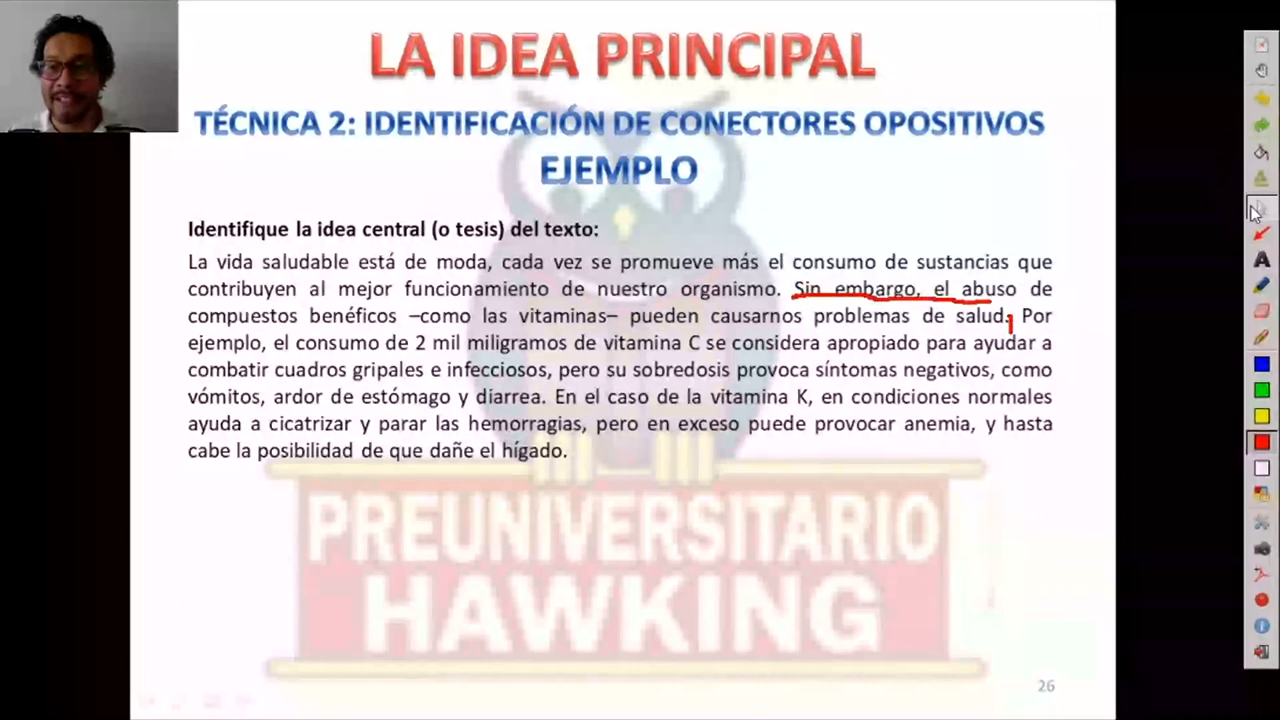 LA IDEA PRINCIPAL
TÉCNICA 2: IDENTIFICACIÓN DE CONECTORES OPOSITIVOS
EJEMPLO
Identifique la idea central (o tesis) del texto:
La vida saludable está de moda, cada vez se promueve más el consumo de sustancias que
contribuyen al mejor funcionamiento de nuestro organismo. Sin embargo, el abuso de
compuestos benéficos –como las vitaminas– pueden causarnos problemas de salud. Por
ejemplo, el consumo de 2 mil miligramos de vitamina C se considera apropiado para ayudar a
combatir cuadros gripales e infecciosos, pero su sobredosis provoca síntomas negativos, como
vómitos, ardor de estómago y diarrea. En el caso de la vitamina K, en condiciones normales
ayuda a cicatrizar y parar las hemorragias, pero en exceso puede provocar anemia, y hasta
cabe la posibilidad de que dañe el hígado.
PREUNIVERSITARIO
HAWKING
26